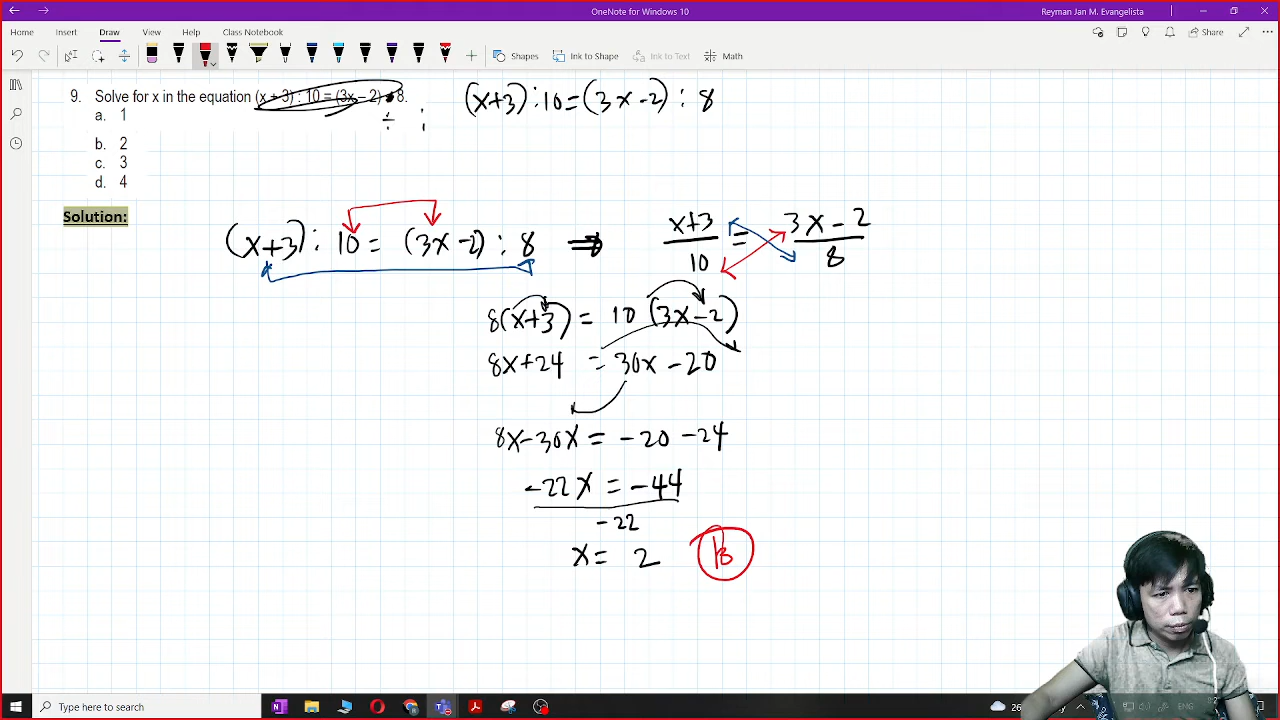 OneNote for Windows 10
Reyman Jan M. Evangelista
Home Insert Draw View Help Class Notebook
Share
Shapes Ink to Shape Ink to Text Math
9. Solve for x in the equation (x + 3) : 10 = (3x – 2) : 8.
(x+3) : 10 = (3x-2) : 8
a. 1
÷ :
b. 2
c. 3
d. 4
Solution:
(x+3) : 10 = (3x-2) : 8 ⇒ x+3/10 = 3x-2/8
8(x+3) = 10 (3x-2)
8x+24 = 30x -20
8x-30x = -20 -24
-22x = -44
-22
x = 2 B
Type here to search
26
ENG